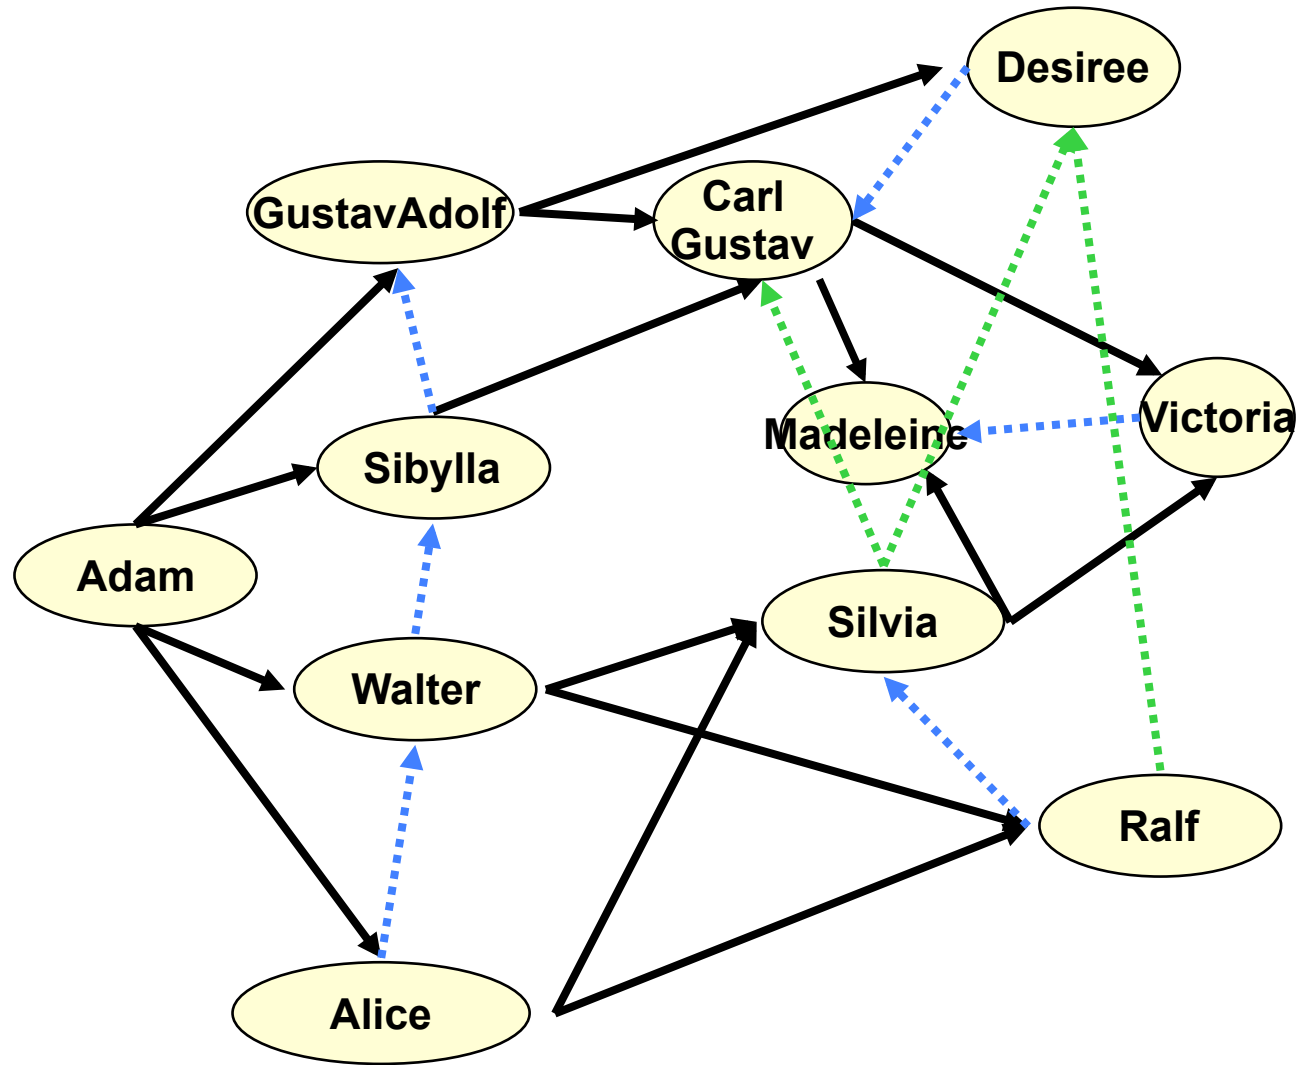 Desiree
GustavAdolf
Carl
Gustav
Madeleine
Victoria
Sibylla
Adam
Silvia
Walter
Ralf
Alice